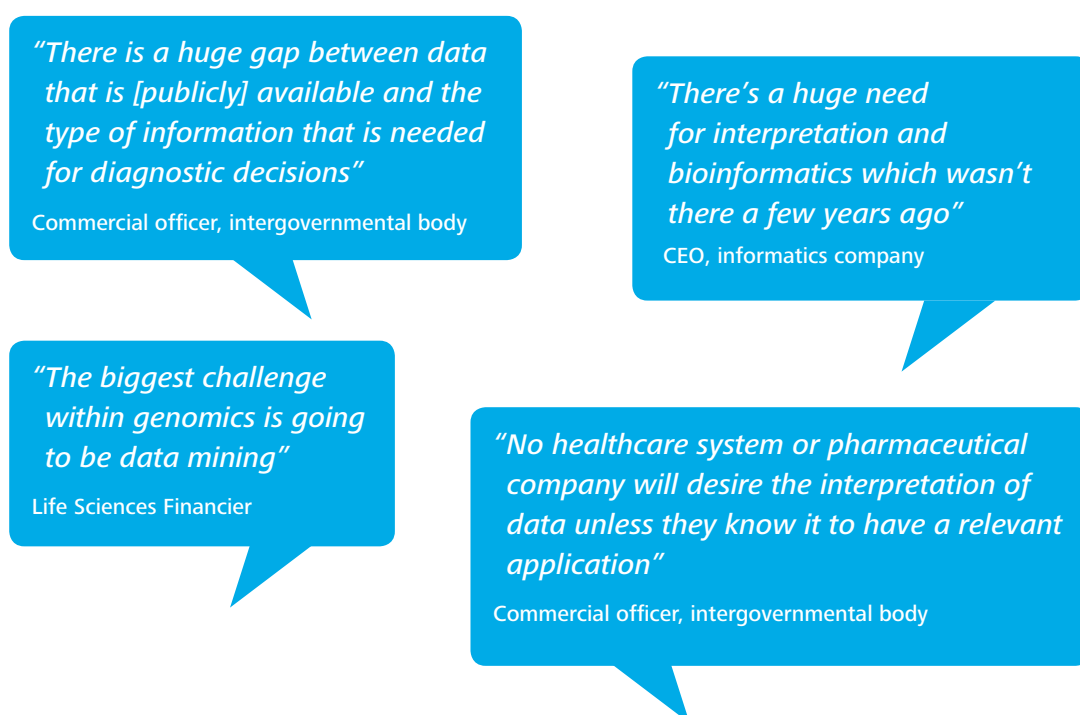 “There is a huge gap between data
that is [publicly] available and the
type of information that is needed
for diagnostic decisions”
Commercial officer, intergovernmental body
“There’s a huge need
for interpretation and
bioinformatics which wasn’t
there a few years ago”
CEO, informatics company
“The biggest challenge
within genomics is going
to be data mining”
Life Sciences Financier
“No healthcare system or pharmaceutical
company will desire the interpretation of
data unless they know it to have a relevant
application”
Commercial officer, intergovernmental body